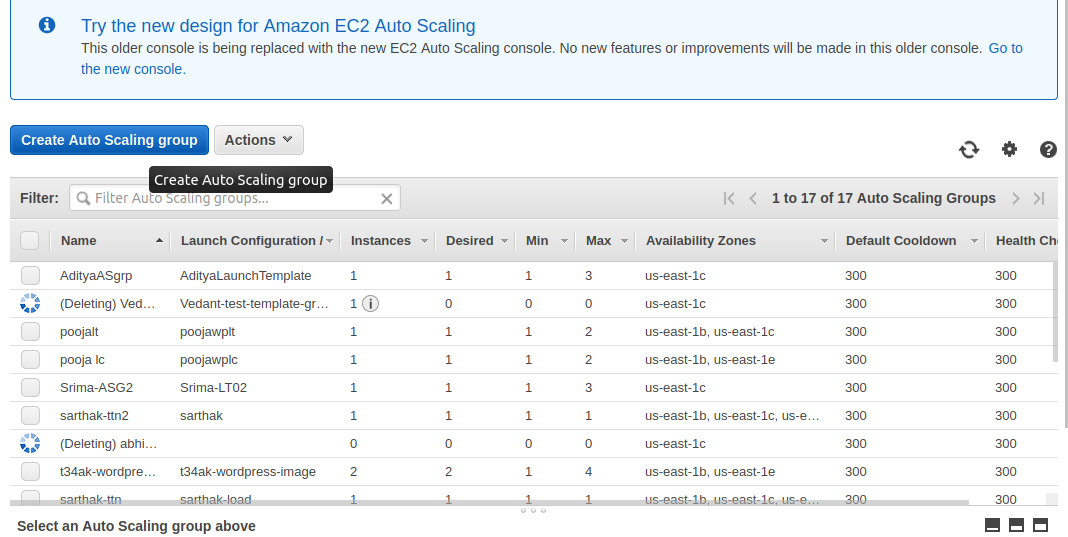 Try the new design for Amazon EC2 Auto Scaling
This older console is being replaced with the new EC2 Auto Scaling console. No new features or improvements will be made in this older console. Go to
the new console.
Create Auto Scaling group Actions
Create Auto Scaling group
Filter: Filter Auto Scaling groups... 1 to 17 of 17 Auto Scaling Groups
Name Launch Configuration / Instances Desired Min Max Availability Zones Default Cooldown Health Che
AdityaASgrp AdityaLaunchTemplate 1 1 1 3 us-east-1c 300 300
(Deleting) Ved... Vedant-test-template-gr... 1 0 0 0 us-east-1c 300 300
poojalt poojawplt 1 1 1 2 us-east-1b, us-east-1c 300 300
pooja lc poojawplc 1 1 1 2 us-east-1b, us-east-1e 300 300
Srima-ASG2 Srima-LT02 1 1 1 3 us-east-1c 300 300
sarthak-ttn2 sarthak 1 1 1 1 us-east-1b, us-east-1c, us-e... 300 300
(Deleting) abhi... 0 0 0 0 us-east-1c 300 300
t34ak-wordpre... t34ak-wordpress-image 2 2 1 4 us-east-1b, us-east-1e 300 300
sarthak-ttn sarthak-load 1 1 1 1 us-east-1b, us-east-1c, us-e... 300 300
Select an Auto Scaling group above